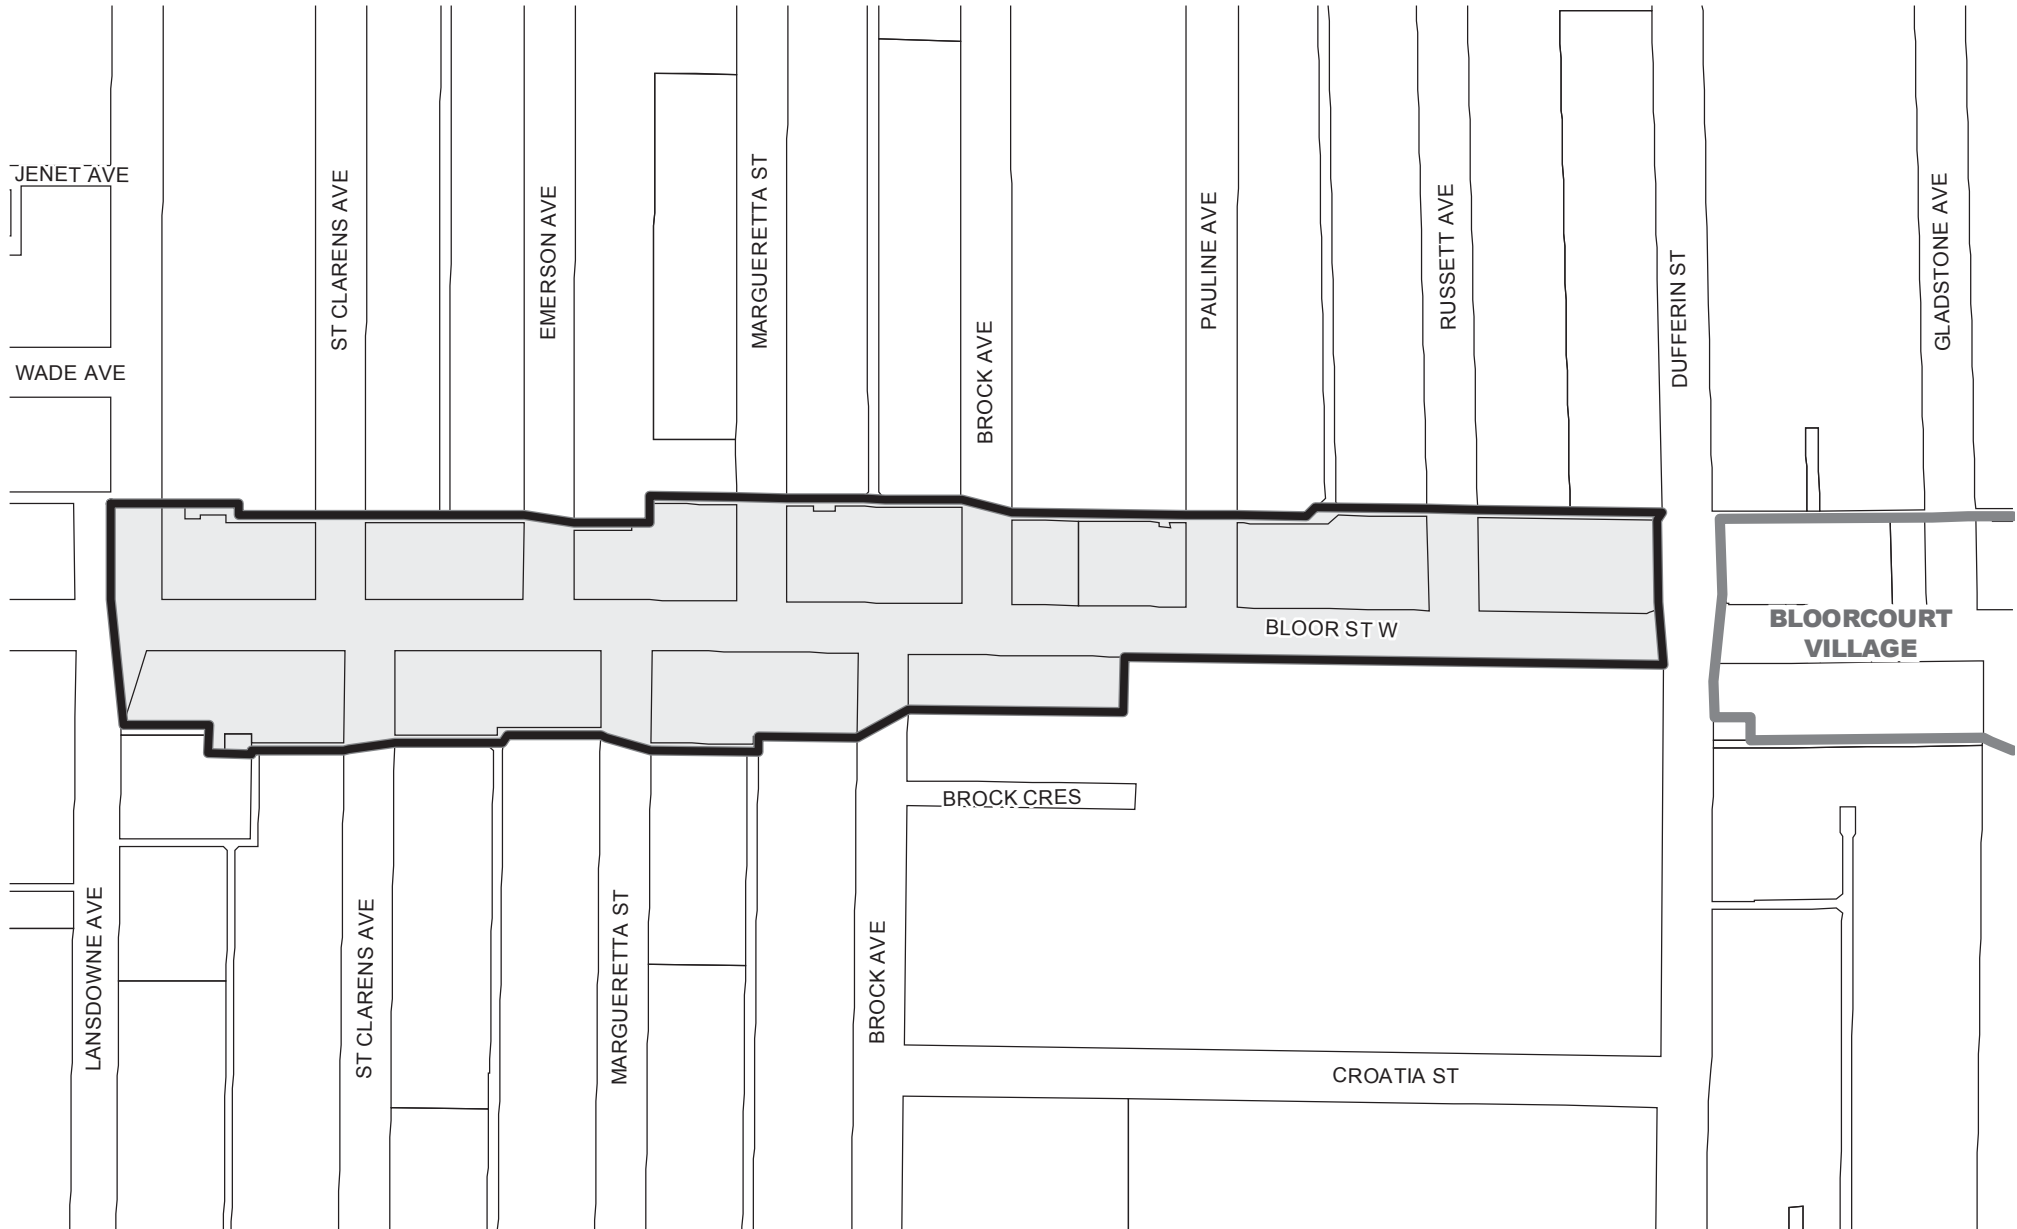 JENET AVE
WADE AVE
ST CLARENS AVE
EMERSON AVE
MARGUERETTA ST
BROCK AVE
PAULINE AVE
RUSSETT AVE
DUFFERIN ST
GLADSTONE AVE
BLOOR ST W
BLOORCOURT
VILLAGE
BROCK CRES
LANSDOWNE AVE
ST CLARENS AVE
MARGUERETTA ST
BROCK AVE
CROATIA ST